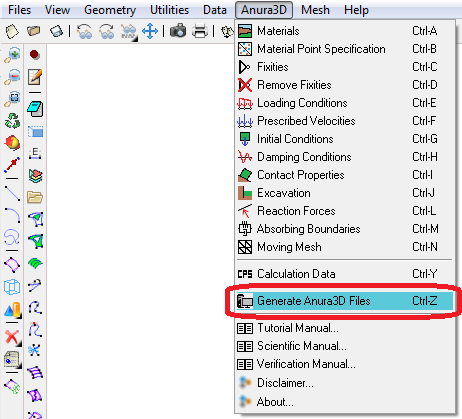 Files View Geometry Utilities Data Anura3D Mesh Help
Materials Ctrl-A
Material Point Specification Ctrl-B
Fixities Ctrl-C
Remove Fixities Ctrl-D
Loading Conditions Ctrl-E
Prescribed Velocities Ctrl-F
Initial Conditions Ctrl-G
Damping Conditions Ctrl-H
Contact Properties Ctrl-I
Excavation Ctrl-J
Reaction Forces Ctrl-L
Absorbing Boundaries Ctrl-M
Moving Mesh Ctrl-N
CPS Calculation Data Ctrl-Y
Generate Anura3D Files Ctrl-Z
Tutorial Manual...
Scientific Manual...
Verification Manual...
Disclaimer...
About...